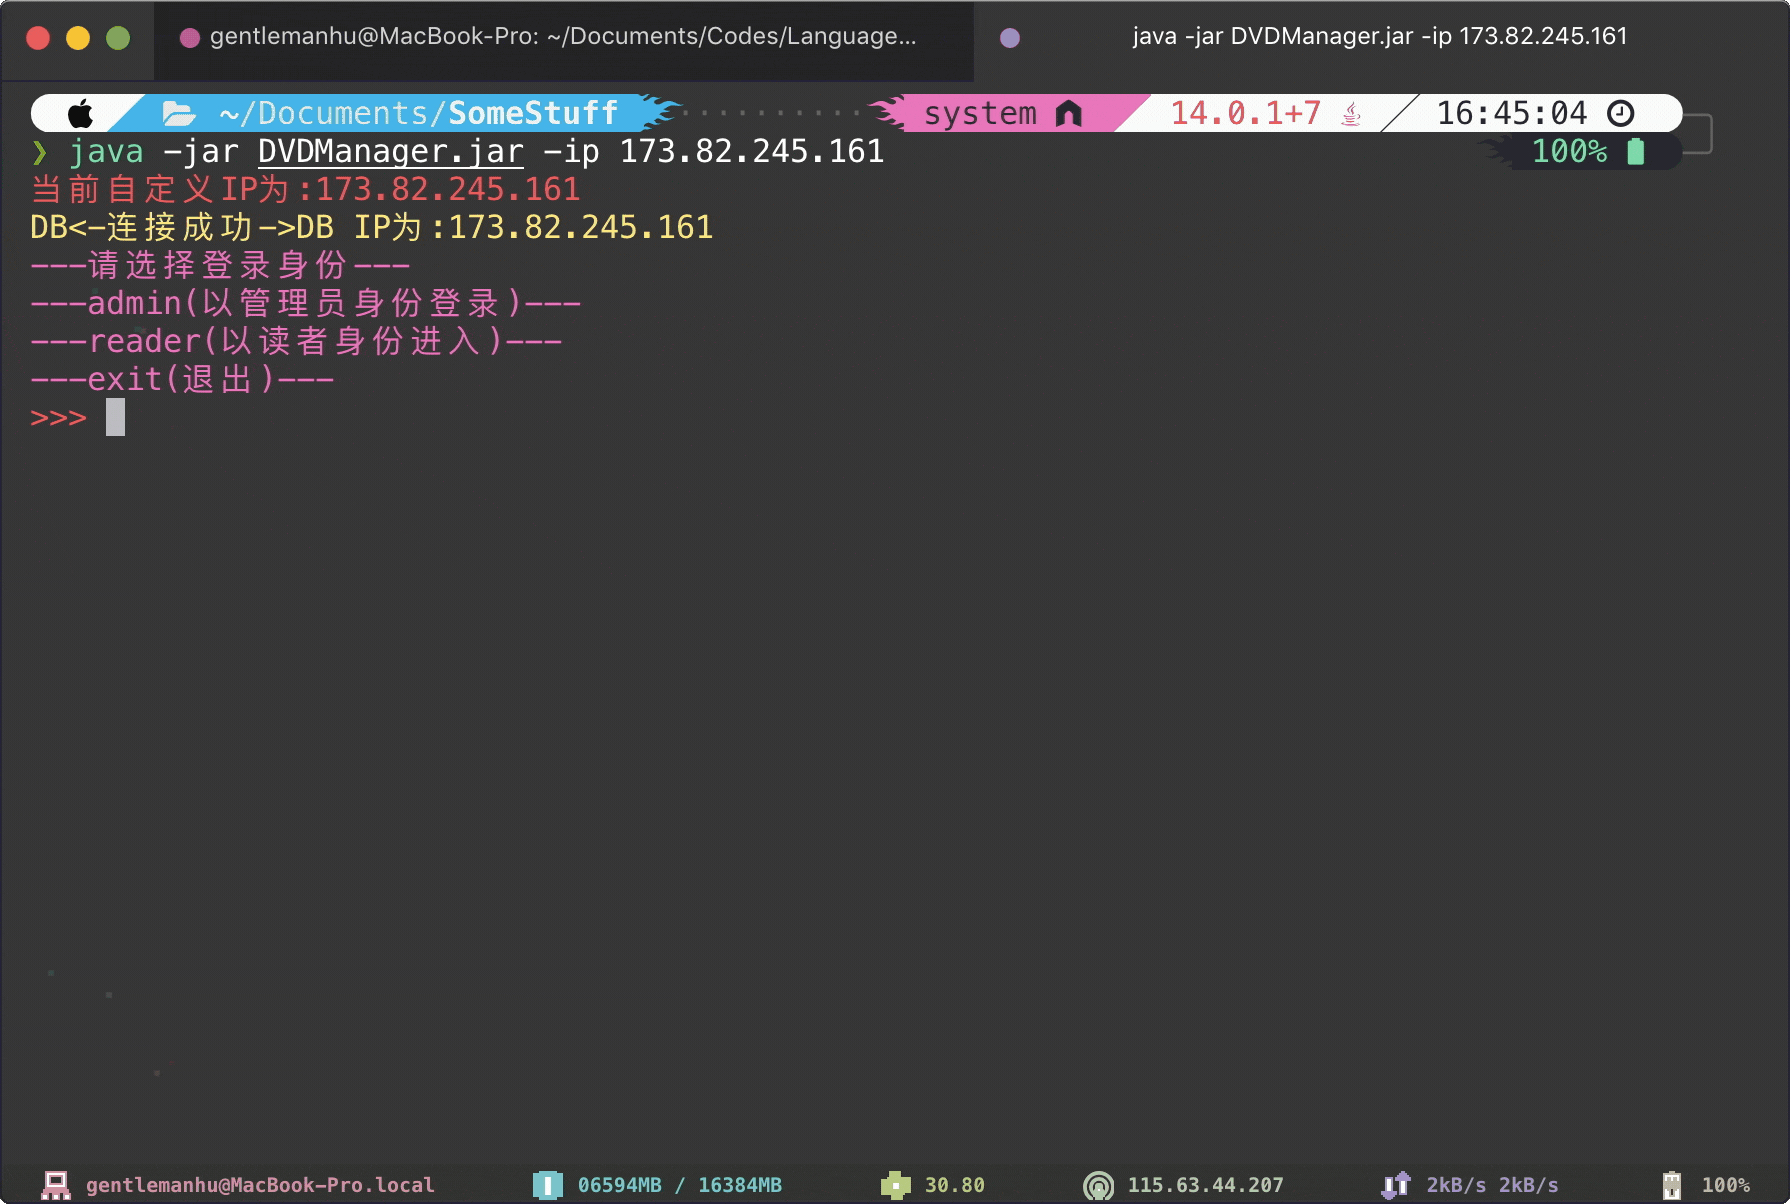 gentlemanhu@MacBook-Pro: ~/Documents/Codes/Language...
java -jar DVDManager.jar -ip 173.82.245.161
~/Documents/SomeStuff
system 14.0.1+7 16:45:04
❯ java -jar DVDManager.jar -ip 173.82.245.161
100%
当前自定义IP为:173.82.245.161
DB<-连接成功->DB IP为:173.82.245.161
---请选择登录身份---
---admin(以管理员身份登录)---
---reader(以读者身份进入)---
---exit(退出)---
>>>
gentlemanhu@MacBook-Pro.local 06594MB / 16384MB 30.80 115.63.44.207 2kB/s 2kB/s 100%